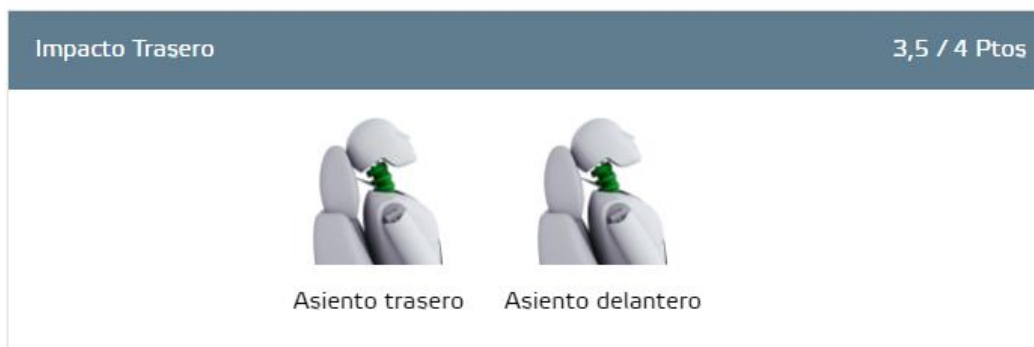 Impacto Trasero 3,5 / 4 Ptos
Asiento trasero Asiento delantero